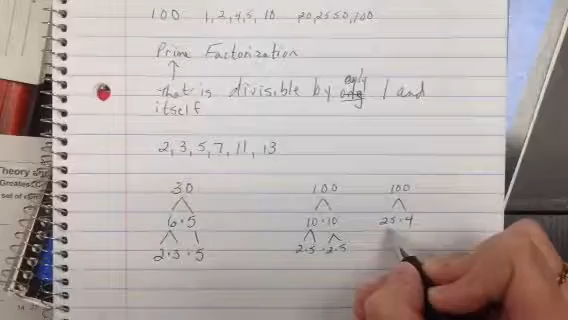 100 1, 2, 4, 5, 10 20, 25 50, 100
Prime Factorization
that is divisible by only 1 and
itself
2, 3, 5, 7, 11, 13
30 100 100
6 · 5 10 · 10 25 · 4
2 · 3 · 5 2 · 5 · 2 · 5
Theory a
Greatest C
set of